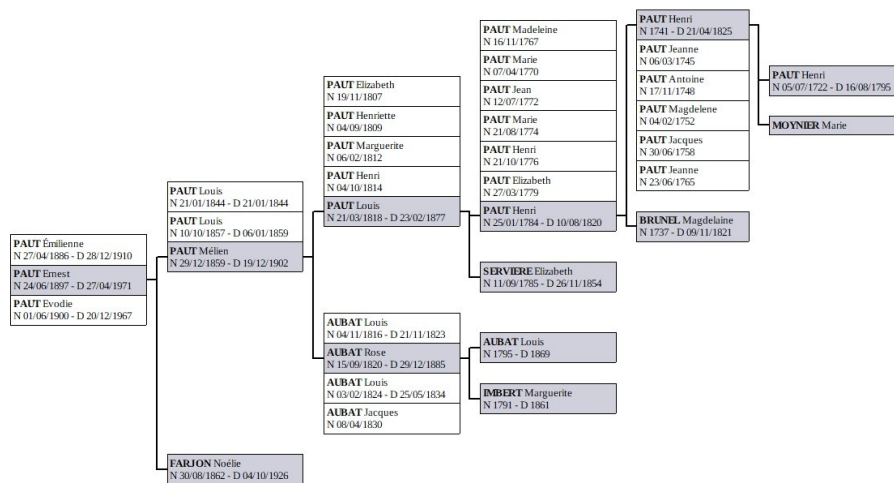 PAUT Émilienne
N 27/04/1886 - D 28/12/1910
PAUT Ernest
N 24/06/1897 - D 27/04/1971
PAUT Evodie
N 01/06/1900 - D 20/12/1967
PAUT Louis
N 21/01/1844 - D 21/01/1844
PAUT Louis
N 10/10/1857 - D 06/01/1859
PAUT Mélien
N 29/12/1859 - D 19/12/1902
FARJON Noélie
N 30/08/1862 - D 04/10/1926
PAUT Elizabeth
N 19/11/1807
PAUT Henriette
N 04/09/1809
PAUT Marguerite
N 06/02/1812
PAUT Henri
N 04/10/1814
PAUT Louis
N 21/03/1818 - D 23/02/1877
AUBAT Louis
N 04/11/1816 - D 21/11/1823
AUBAT Rose
N 15/09/1820 - D 29/12/1885
AUBAT Louis
N 03/02/1824 - D 25/05/1834
AUBAT Jacques
N 08/04/1830
PAUT Madeleine
N 16/11/1767
PAUT Marie
N 07/04/1770
PAUT Jean
N 12/07/1772
PAUT Marie
N 21/08/1774
PAUT Henri
N 21/10/1776
PAUT Elizabeth
N 27/03/1779
PAUT Henri
N 25/01/1784 - D 10/08/1820
SERVIERE Elizabeth
N 11/09/1785 - D 26/11/1854
AUBAT Louis
N 1795 - D 1869
IMBERT Marguerite
N 1791 - D 1861
PAUT Henri
N 1741 - D 21/04/1825
PAUT Jeanne
N 06/03/1745
PAUT Antoine
N 17/11/1748
PAUT Magdelene
N 04/02/1752
PAUT Jacques
N 30/06/1758
PAUT Jeanne
N 23/06/1765
BRUNEL Magdelaine
N 1737 - D 09/11/1821
PAUT Henri
N 05/07/1722 - D 16/08/1795
MOYNIER Marie